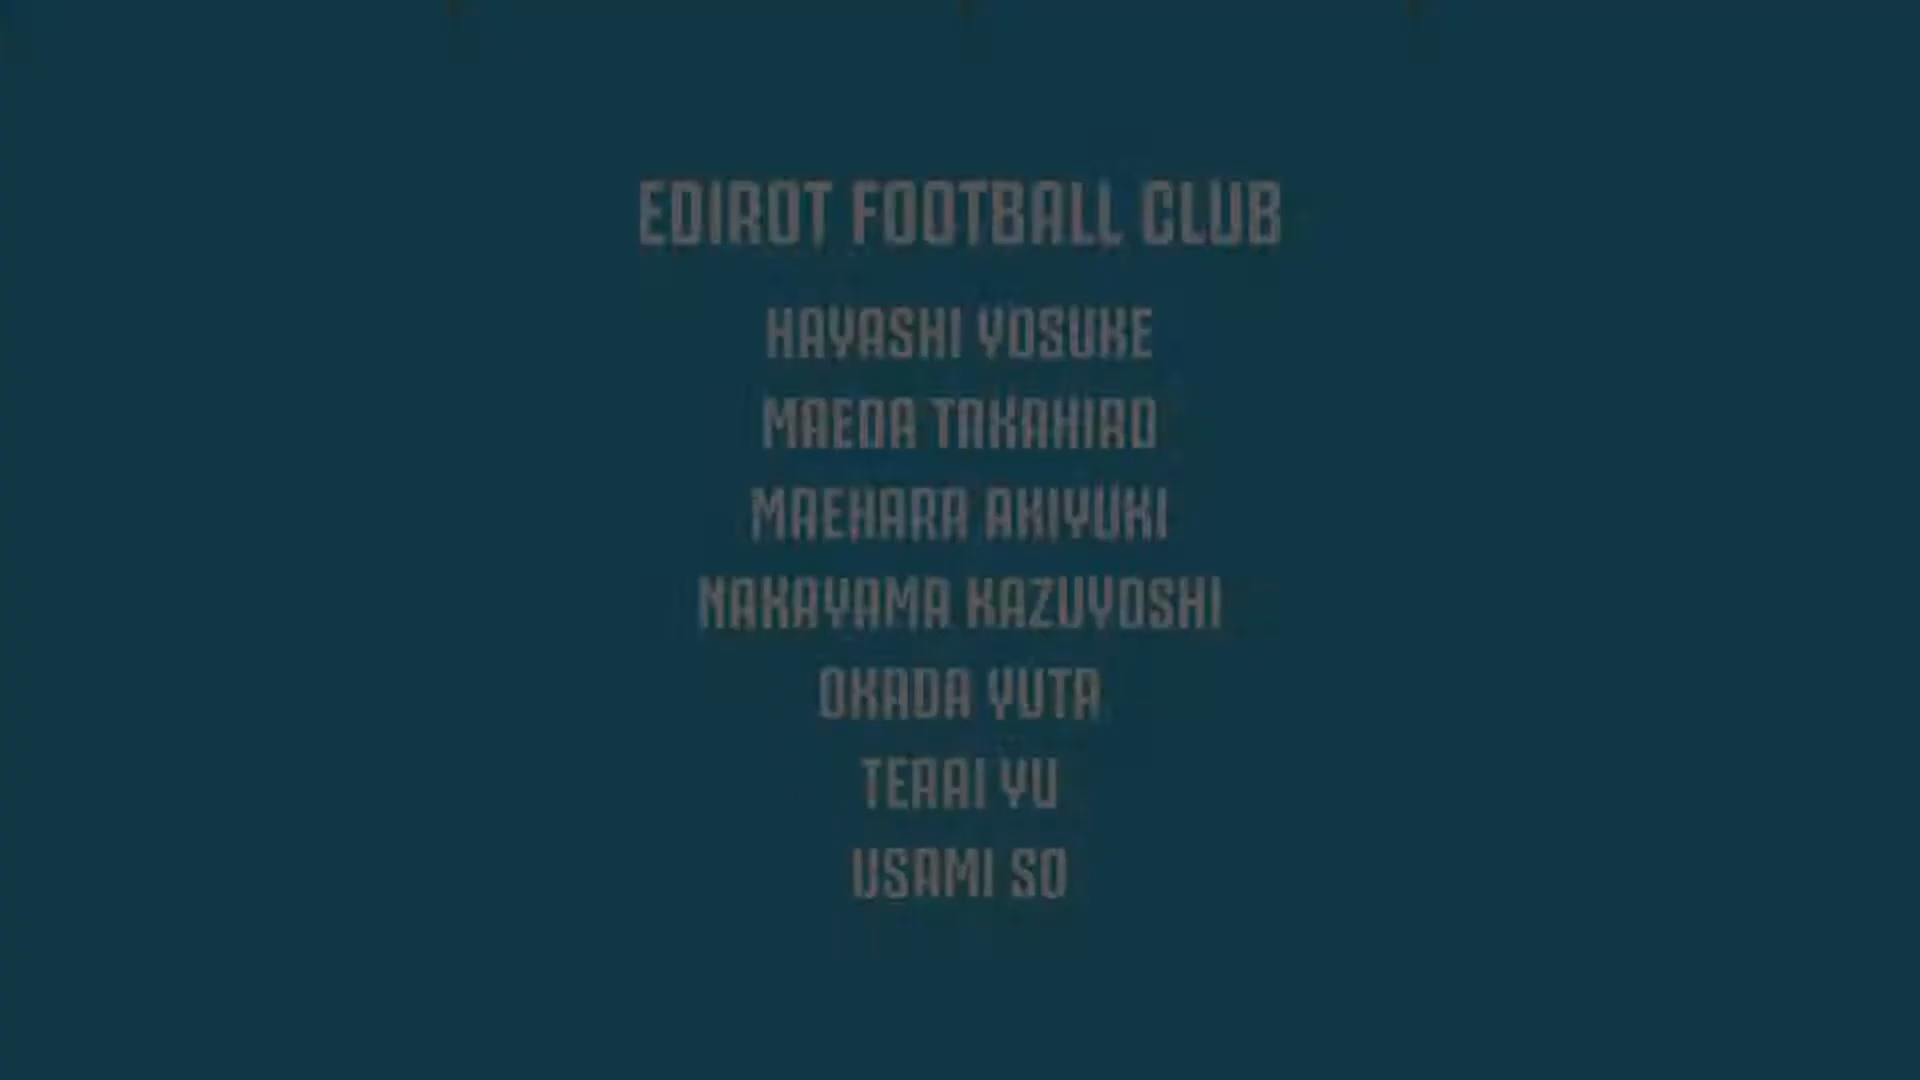 EDIROT FOOTBALL CLUB
HAYASHI YOSUKE
MAEDA TAKAHIRO
MAEHARA AKIYUKI
NAKAYAMA KAZUYOSHI
OKADA YUTA
TERAI YU
USAMI SO